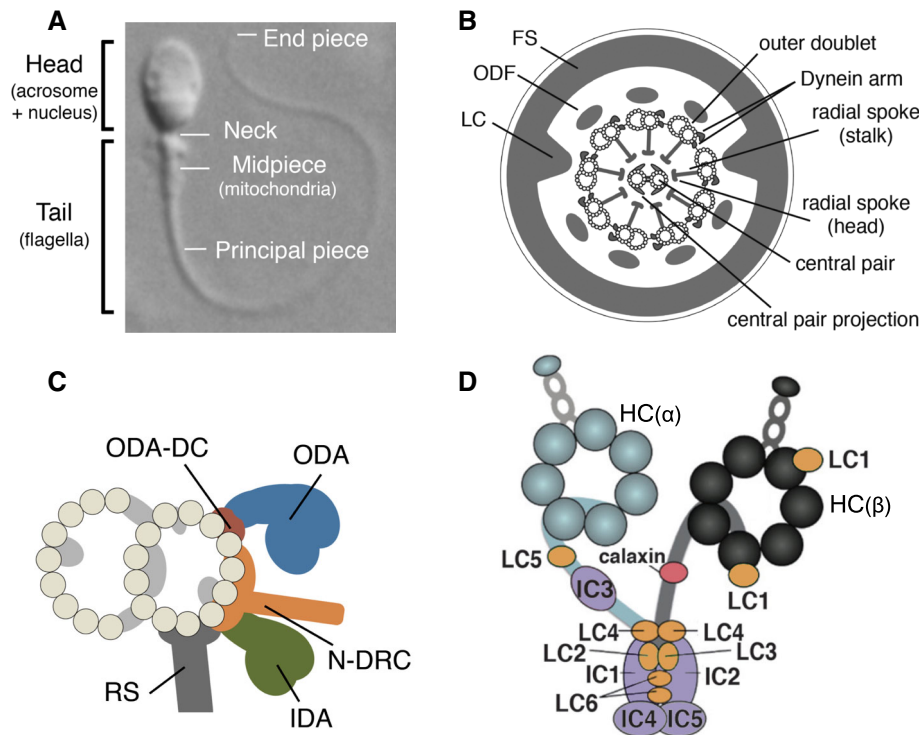 A
Head
(acrosome
+ nucleus)
Tail
(flagella)
End piece
Neck
Midpiece
(mitochondria)
Principal piece
B
FS
ODF
LC
outer doublet
Dynein arm
radial spoke
(stalk)
radial spoke
(head)
central pair
central pair projection
C
ODA-DC
ODA
N-DRC
IDA
RS
D
HC(α)
LC1
HC(β)
LC5
calaxin
IC3
LC1
LC4
LC4
LC2
LC3
IC1
IC2
LC6
IC4
IC5